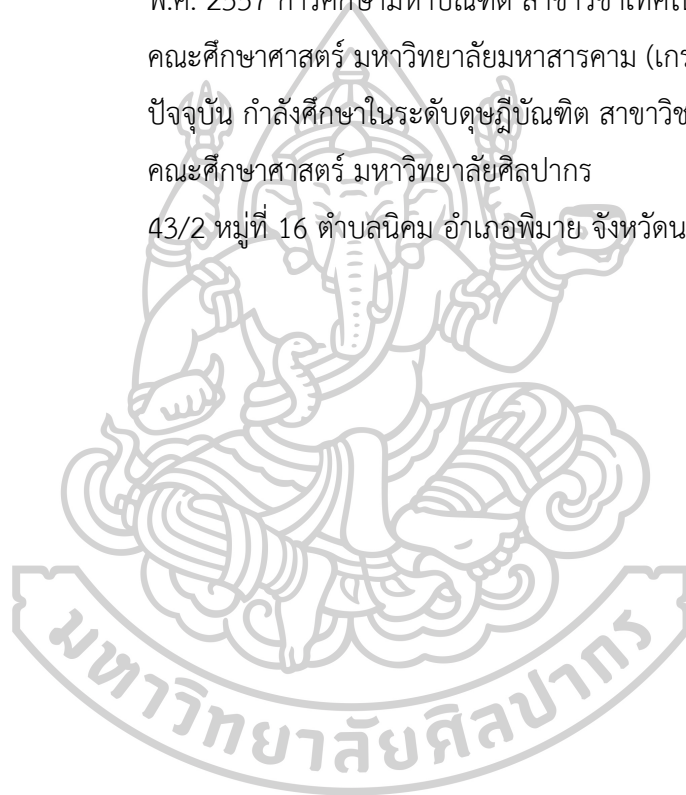 พ.ศ. 2557 การศึกษามหาบัณฑิต สาขาวิชาเทคโน
คณะศึกษาศาสตร์ มหาวิทยาลัยมหาสารคาม (เกร
ปัจจุบัน กำลังศึกษาในระดับดุษฎีบัณฑิต สาขาวิช
คณะศึกษาศาสตร์ มหาวิทยาลัยศิลปากร
43/2 หมู่ที่ 16 ตำบลนิคม อำเภอพิมาย จังหวัดน
มหาวิทยาลัยศิลปากร